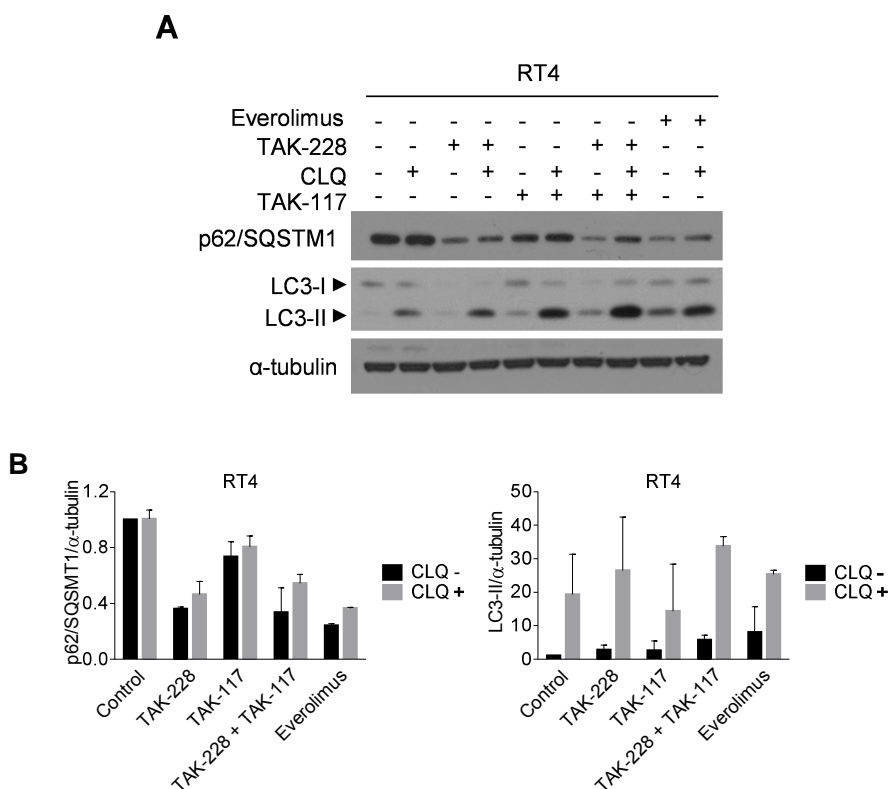 A
RT4
Everolimus - - - - - - - - + +
TAK-228 - - + + - - + + - -
CLQ - + - + - + - + - +
TAK-117 - - - - + + + + - -
p62/SQSTM1
LC3-I
LC3-II
α-tubulin
B
RT4
p62/SQSMT1/α-tubulin
1.2
0.8
0.4
0.0
Control
TAK-228
TAK-117
TAK-228 + TAK-117
Everolimus
CLQ -
CLQ +
RT4
LC3-II/α-tubulin
50
40
30
20
10
0
Control
TAK-228
TAK-117
TAK-228 + TAK-117
Everolimus
CLQ -
CLQ +